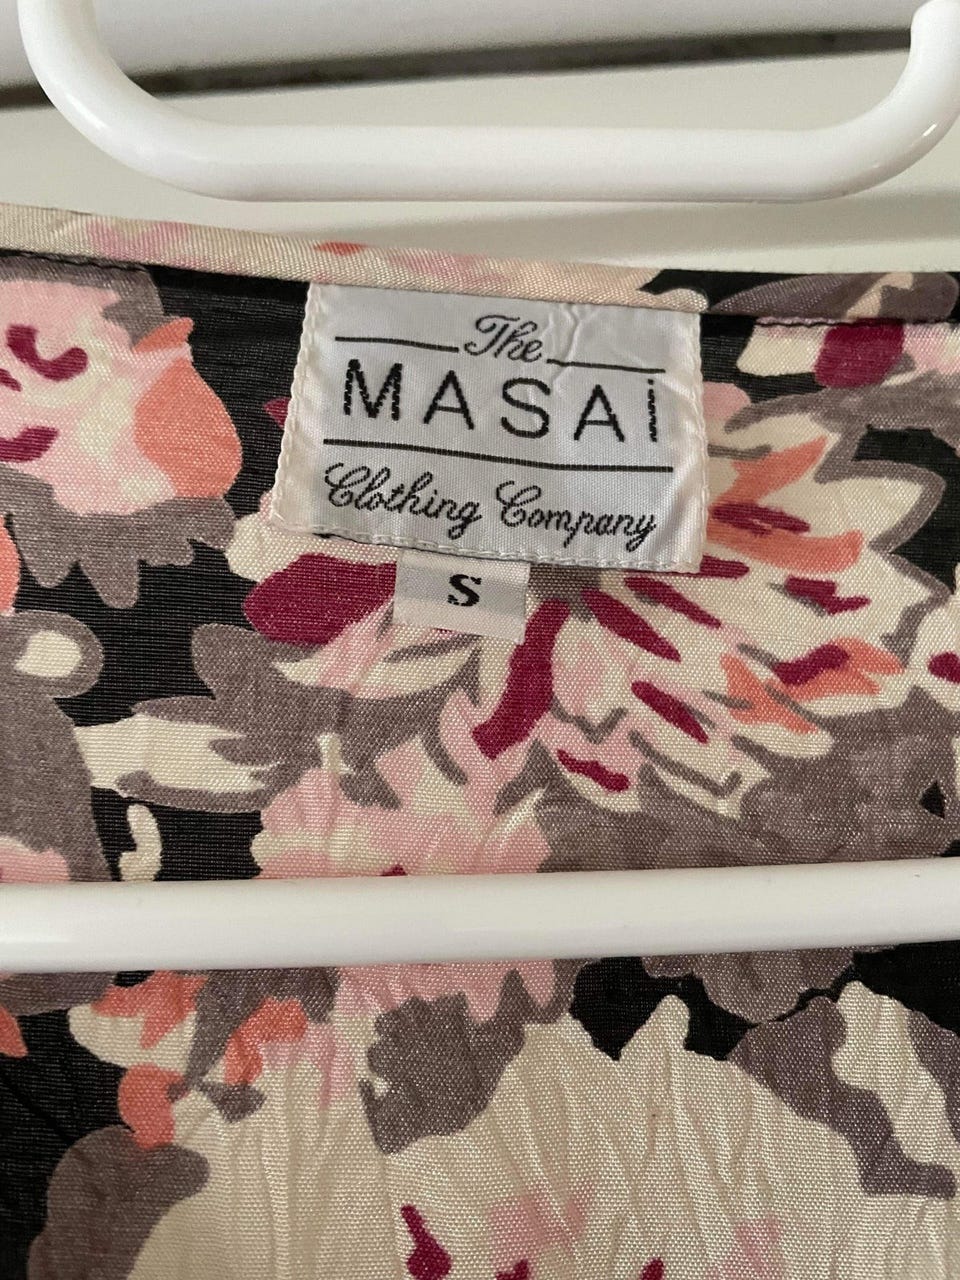 The
MASAi
Clothing Company
S